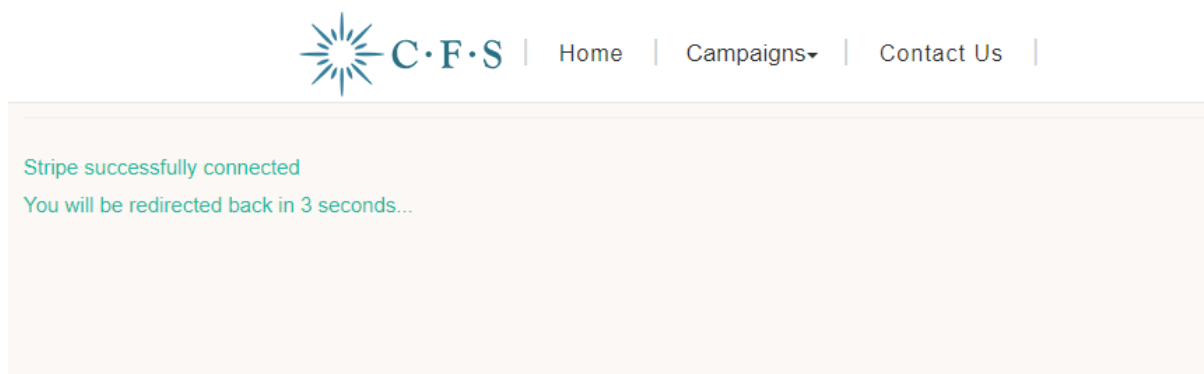 C·F·S | Home | Campaigns | Contact Us |
Stripe successfully connected
You will be redirected back in 3 seconds...